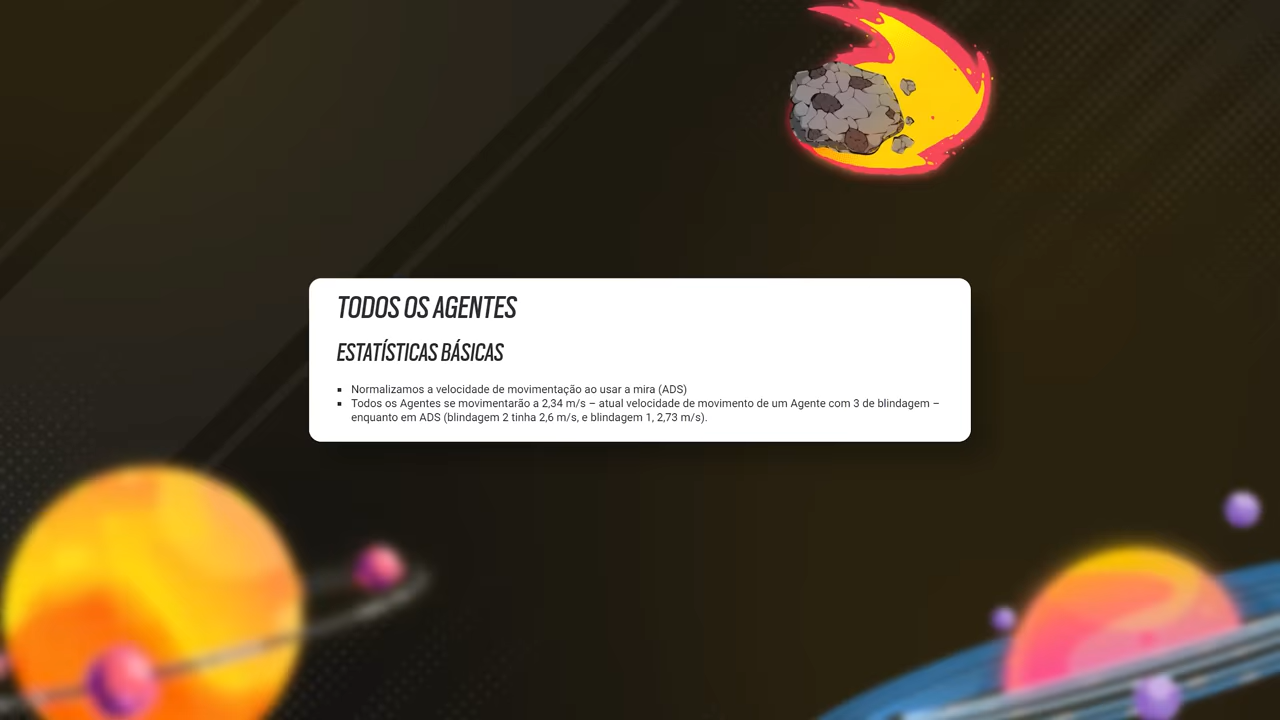 TODOS OS AGENTES
ESTATÍSTICAS BÁSICAS
▪ Normalizamos a velocidade de movimentação ao usar a mira (ADS)
▪ Todos os Agentes se movimentarão a 2,34 m/s – atual velocidade de movimento de um Agente com 3 de blindagem –
enquanto em ADS (blindagem 2 tinha 2,6 m/s, e blindagem 1, 2,73 m/s).